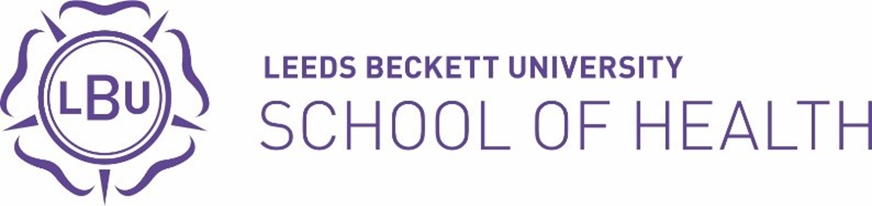 LBU
LEEDS BECKETT UNIVERSITY
SCHOOL OF HEALTH